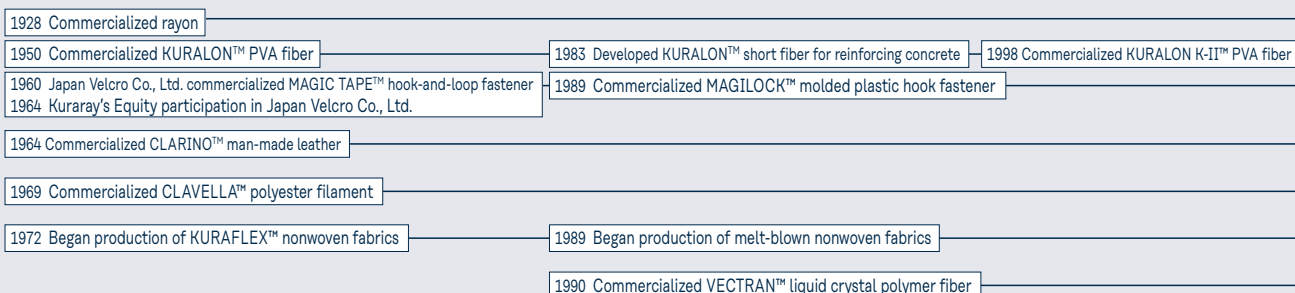 1928 Commercialized rayon
1950 Commercialized KURALON™ PVA fiber
1983 Developed KURALON™ short fiber for reinforcing concrete
1998 Commercialized KURALON K-II™ PVA fiber
1960 Japan Velcro Co., Ltd. commercialized MAGIC TAPE™ hook-and-loop fastener
1964 Kuraray's Equity participation in Japan Velcro Co., Ltd.
1989 Commercialized MAGILOCK™ molded plastic hook fastener
1964 Commercialized CLARINO™ man-made leather
1969 Commercialized CLAVELLA™ polyester filament
1972 Began production of KURAFLEX™ nonwoven fabrics
1989 Began production of melt-blown nonwoven fabrics
1990 Commercialized VECTRAN™ liquid crystal polymer fiber